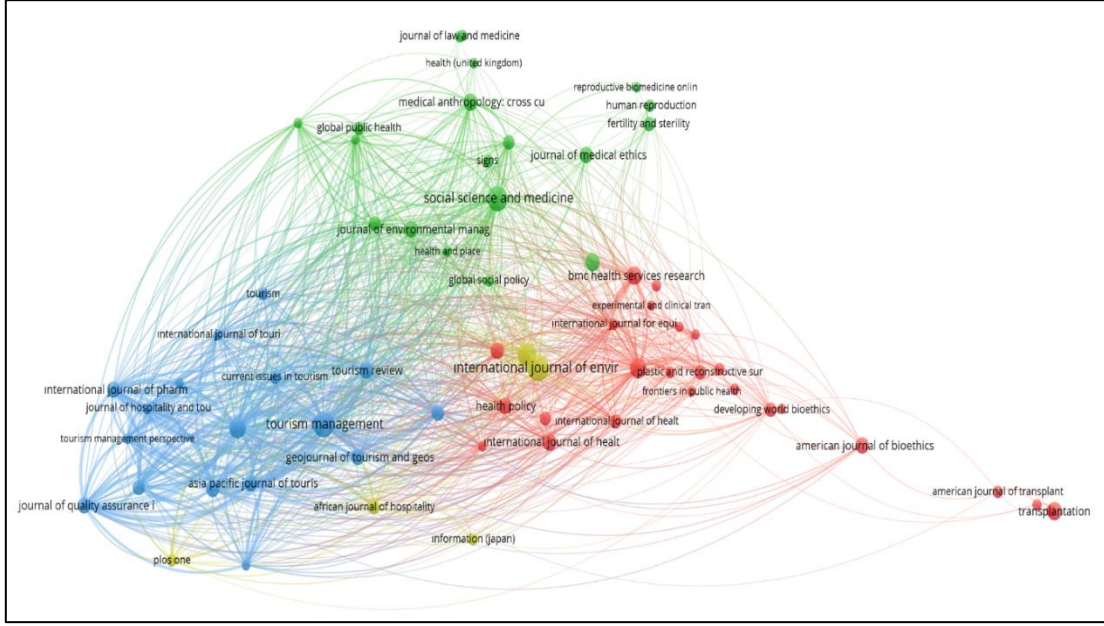 journal of law and medicine
health (united kingdom)
reproductive biomedicine onlin
medical anthropology: cross cu
human reproduction
fertility and sterility
global public health
signs
journal of medical ethics
social science and medicine
journal of environmental manag
health and place
global social policy
bmc health services research
tourism
experimental and clinical tran
international journal for equi
international journal of touri
international journal of envir
tourism review
plastic and reconstructive sur
current issues in tourism
international journal of pharm
frontiers in public health
journal of hospitality and tou
health policy
developing world bioethics
international journal of healt
tourism management
tourism management perspective
international journal of healt
american journal of bioethics
geojournal of tourism and geos
asia pacific journal of touris
american journal of transplant
journal of quality assurance i
african journal of hospitality
transplantation
information (japan)
plos one